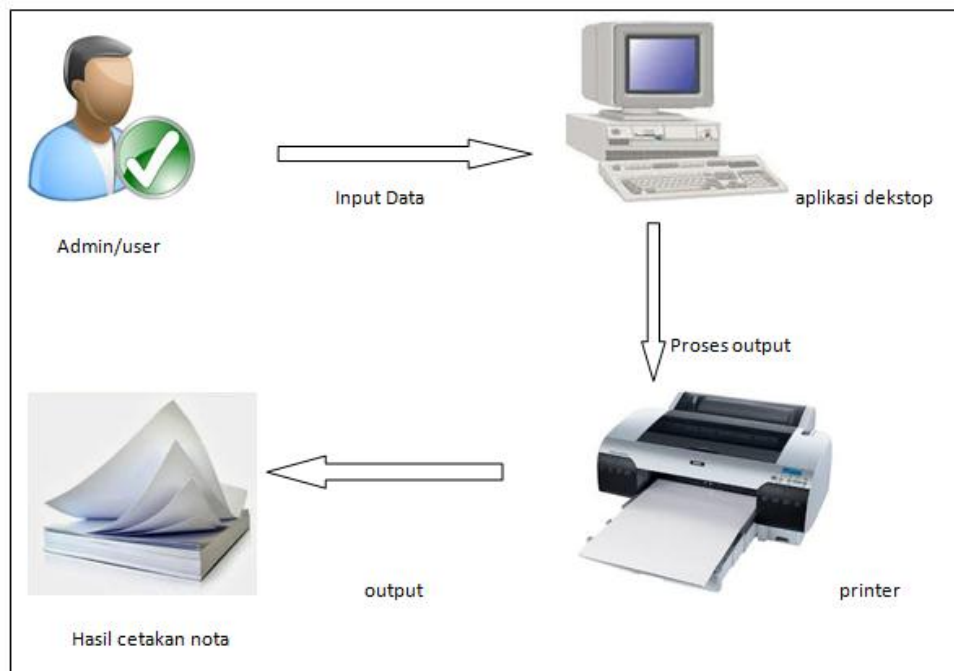 Input Data
aplikasi dekstop
Admin/user
Proses output
output
printer
Hasil cetakan nota